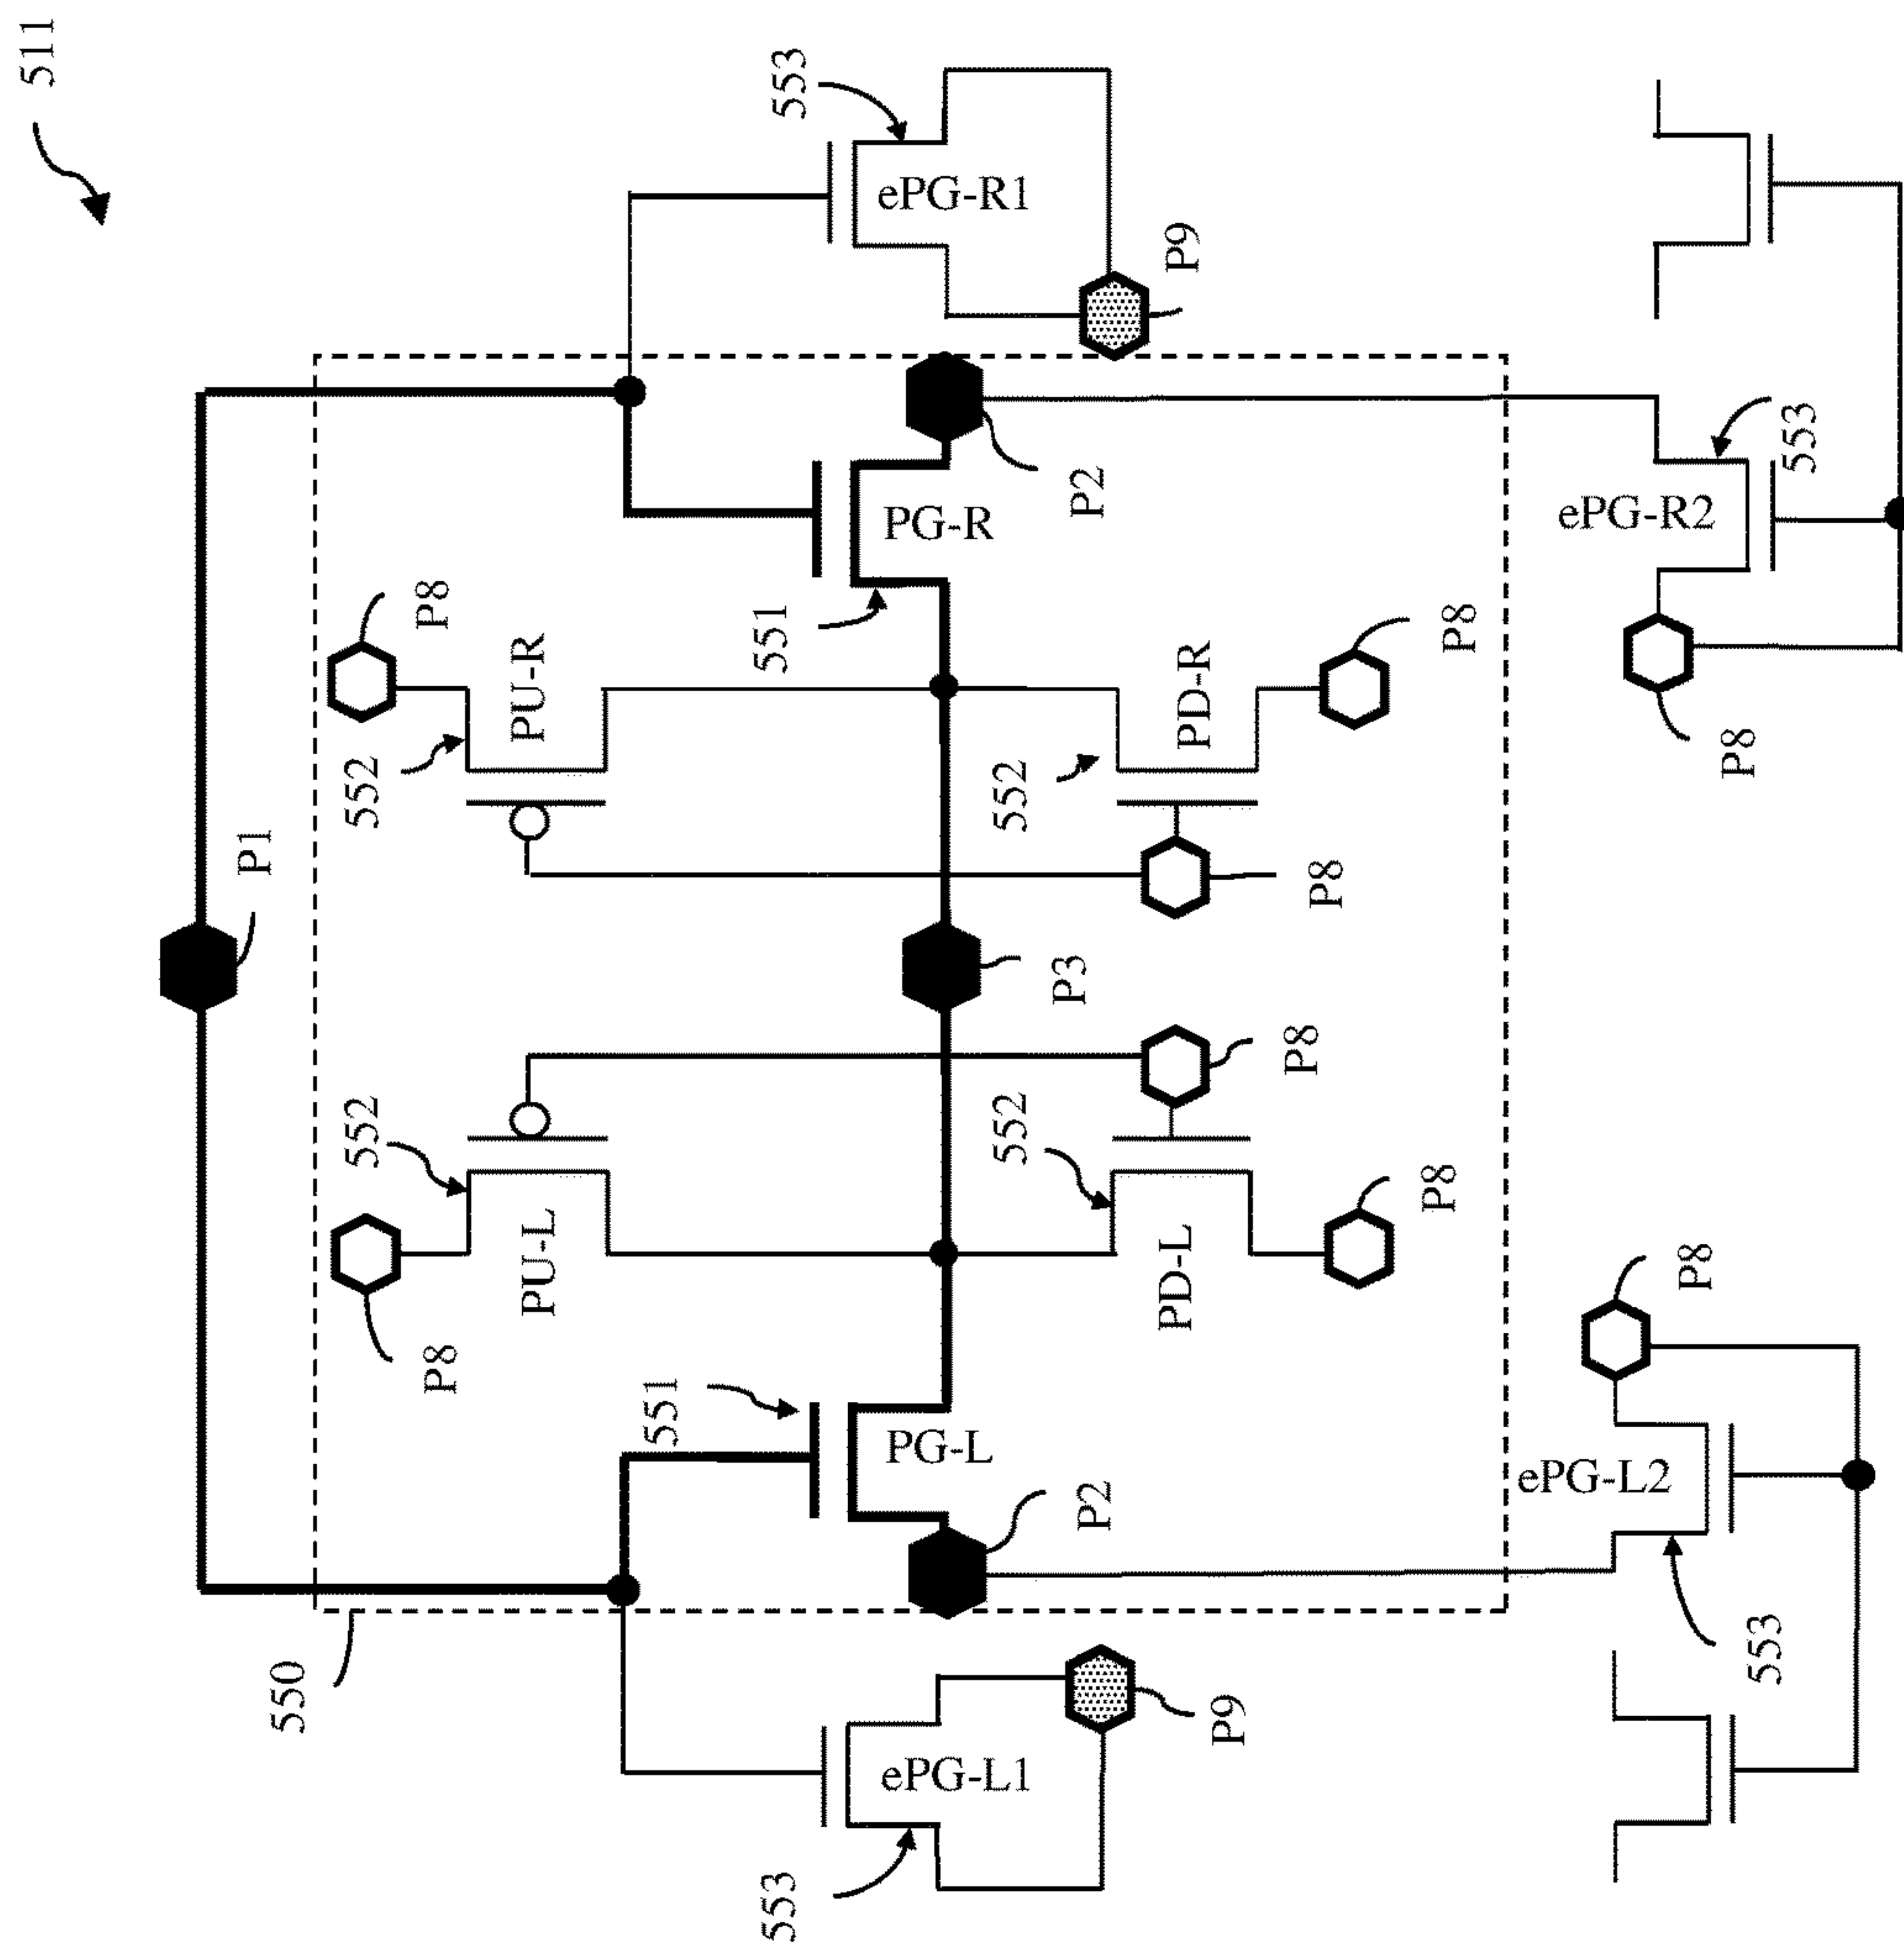 511
P1
550
P8
552
PU-L
P8
552
PU-R
551
PG-L
551
PG-R
553
ePG-L1
P9
553
ePG-R1
P9
P2
P3
P2
552
PD-L
P8
P8
552
PD-R
P8
P8
ePG-L2
553
P8
ePG-R2
553
P8